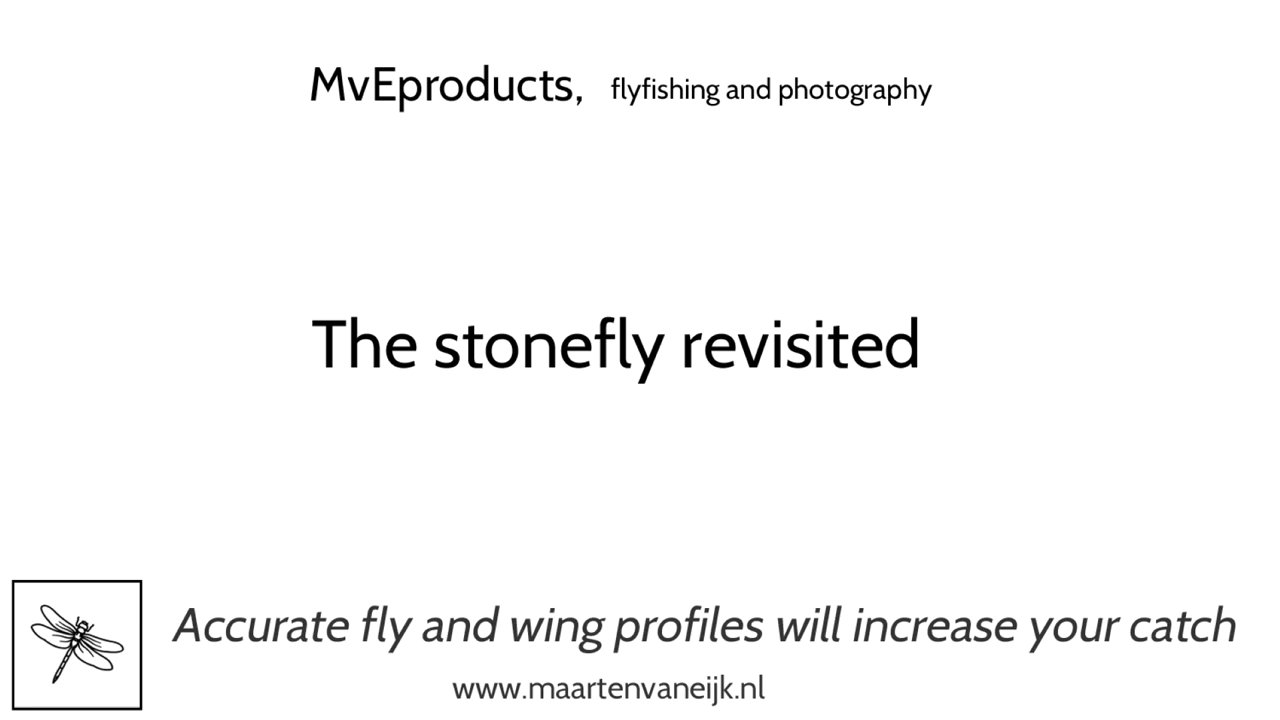 MvEproducts, flyfishing and photography
The stonefly revisited
Accurate fly and wing profiles will increase your catch
www.maartenvaneijk.nl